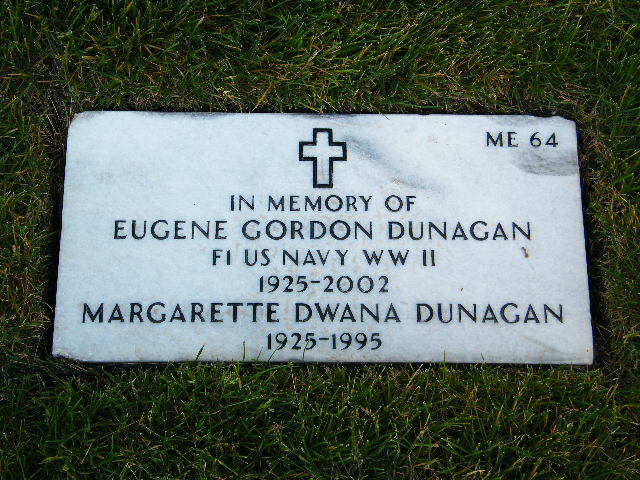 ME 64
IN MEMORY OF
EUGENE GORDON DUNAGAN
F1 US NAVY WW II
1925-2002
MARGARETTE DWANA DUNAGAN
1925-1995